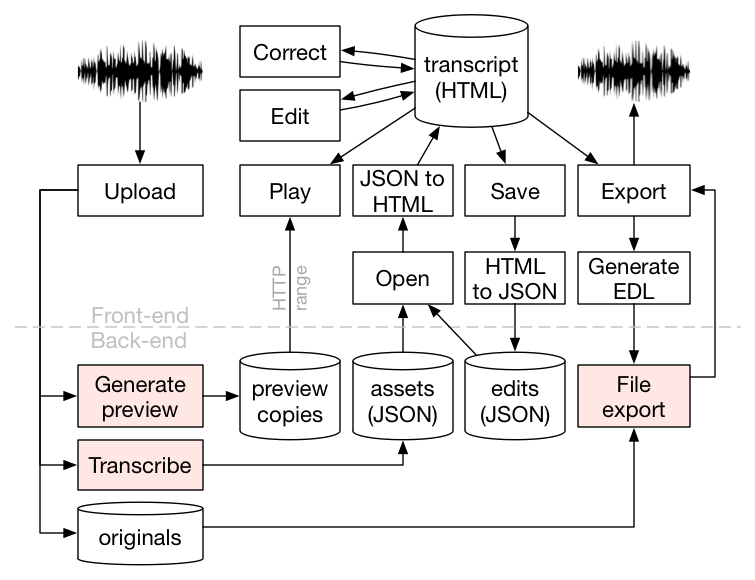 Correct
transcript
(HTML)
Edit
Upload
Play
JSON to
HTML
Save
Export
HTTP
range
Open
HTML
to JSON
Generate
EDL
Front-end
Back-end
Generate
preview
preview
copies
assets
(JSON)
edits
(JSON)
File
export
Transcribe
originals